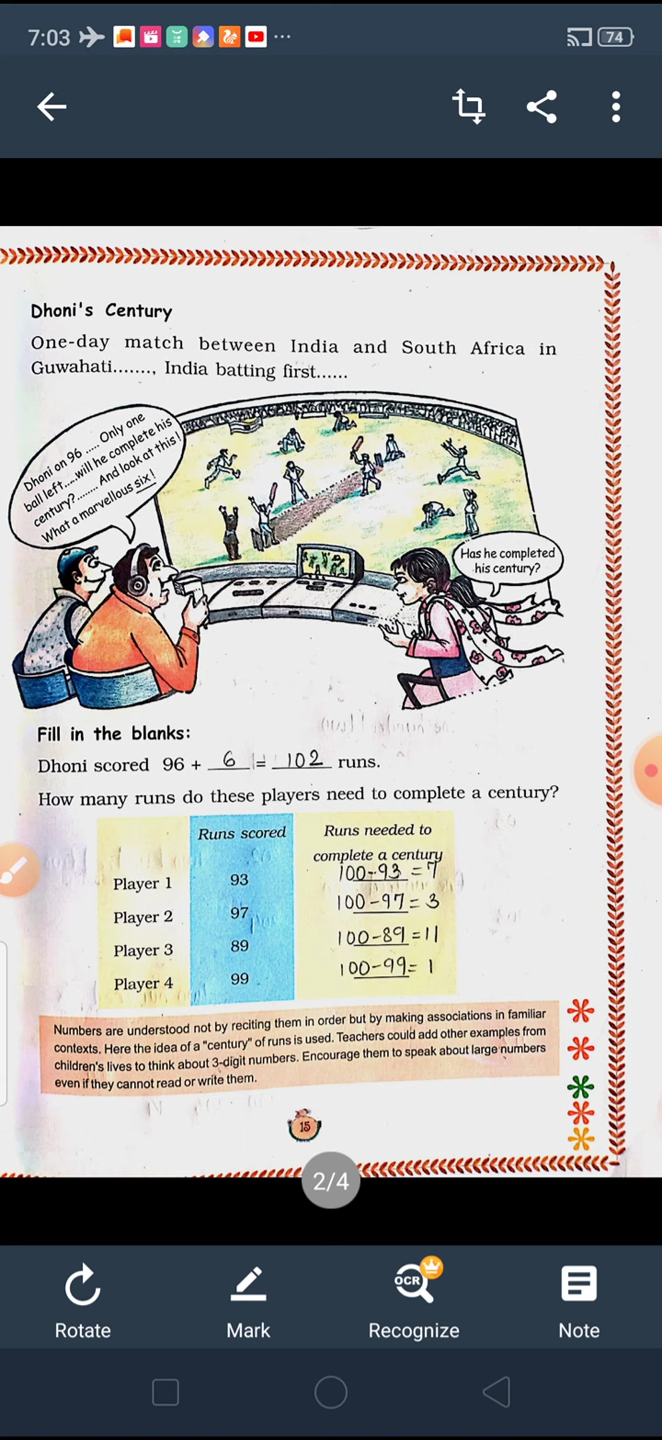 7:03
74
Dhoni's Century
One-day match between India and South Africa in
Guwahati......., India batting first......
Dhoni on 96 ..... Only one
ball left....will he complete his
century? ........ And look at this!
What a marvellous six!
Has he completed
his century?
Fill in the blanks:
Dhoni scored 96 + 6 = 102 runs.
How many runs do these players need to complete a century?
Runs scored Runs needed to
complete a century
Player 1 93 100-93 = 7
Player 2 97 100-97 = 3
Player 3 89 100-89 = 11
Player 4 99 100-99 = 1
Numbers are understood not by reciting them in order but by making associations in familiar
contexts. Here the idea of a "century" of runs is used. Teachers could add other examples from
children's lives to think about 3-digit numbers. Encourage them to speak about large numbers
even if they cannot read or write them.
15
2/4
OCR
Rotate Mark Recognize Note